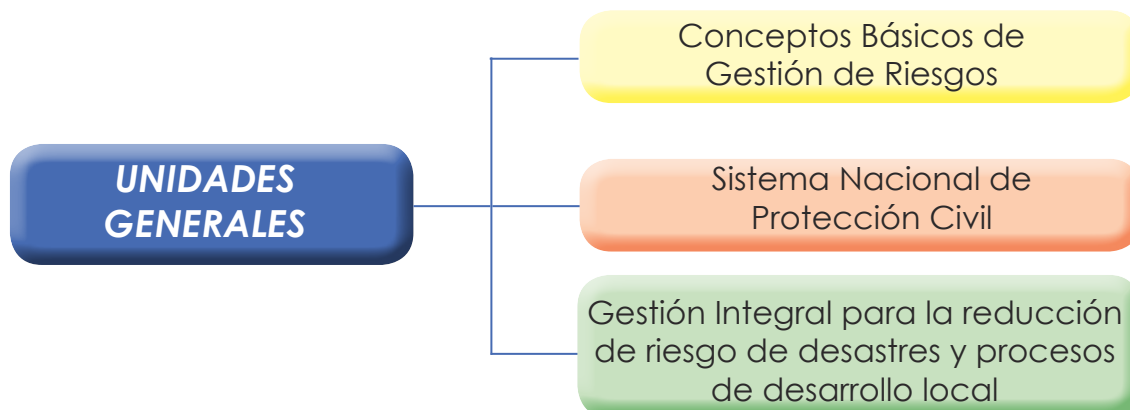 UNIDADES
GENERALES
Conceptos Básicos de
Gestión de Riesgos
Sistema Nacional de
Protección Civil
Gestión Integral para la reducción
de riesgo de desastres y procesos
de desarrollo local